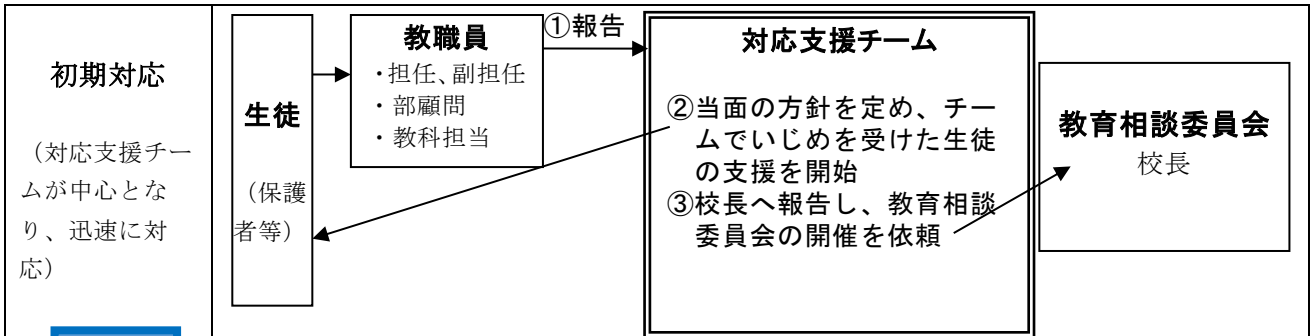 初期対応
（対応支援チー
ムが中心とな
り、迅速に対
応）
生徒
（保護
者等）
教職員
・担任、副担任
・部顧問
・教科担当
①報告
対応支援チーム
②当面の方針を定め、チー
ムでいじめを受けた生徒
の支援を開始
③校長へ報告し、教育相談
委員会の開催を依頼
教育相談委員会
校長